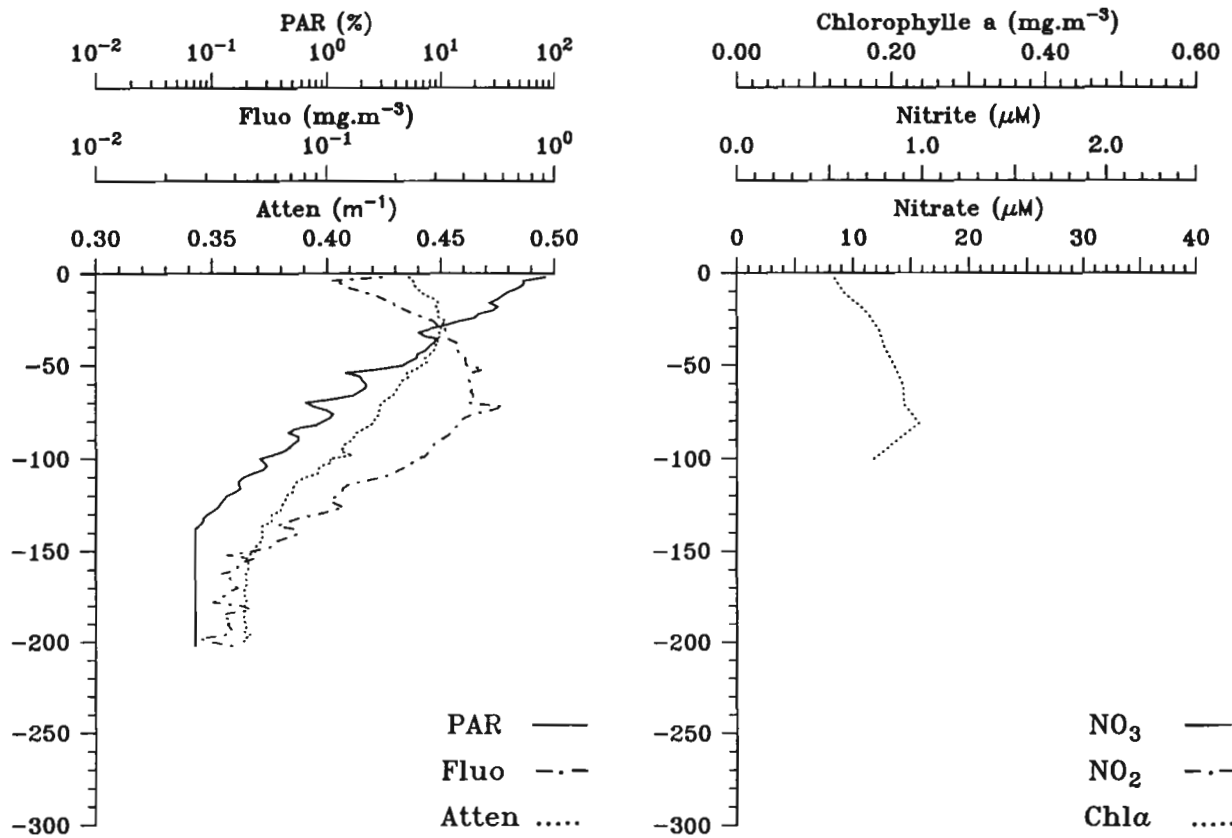 PAR (%)
10⁻² 10⁻¹ 10⁰ 10¹ 10²
Fluo (mg.m⁻³)
10⁻² 10⁻¹ 10⁰
Atten (m⁻¹)
0.30 0.35 0.40 0.45 0.50
0
−50
−100
−150
−200
−250
−300
PAR
Fluo
Atten
Chlorophylle a (mg.m⁻³)
0.00 0.20 0.40 0.60
Nitrite (μM)
0.0 1.0 2.0
Nitrate (μM)
0 10 20 30 40
0
−50
−100
−150
−200
−250
−300
NO₃
NO₂
Chlα